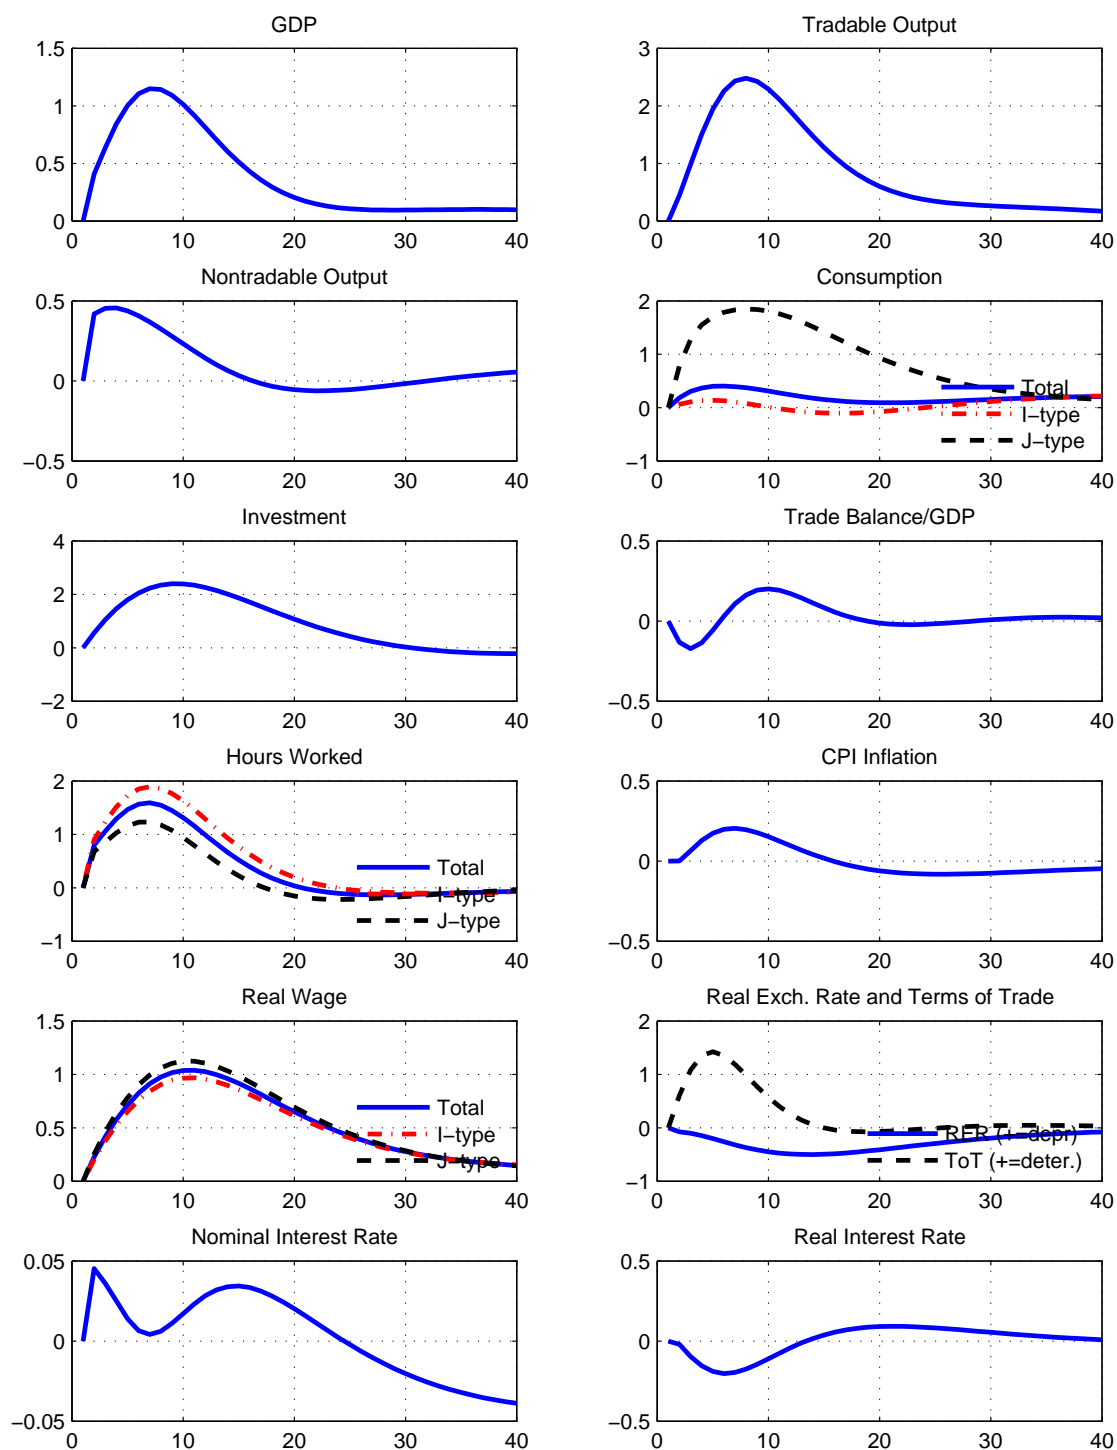 GDP
1.5
1
0.5
0
0 10 20 30 40
Tradable Output
3
2
1
0
0 10 20 30 40
Nontradable Output
0.5
0
−0.5
0 10 20 30 40
Consumption
2
1
0
−1
0 10 20 30 40
Total
I−type
J−type
Investment
4
2
0
−2
0 10 20 30 40
Trade Balance/GDP
0.5
0
−0.5
0 10 20 30 40
Hours Worked
2
1
0
−1
0 10 20 30 40
Total
I−type
J−type
CPI Inflation
0.5
0
−0.5
0 10 20 30 40
Real Wage
1.5
1
0.5
0
0 10 20 30 40
Total
I−type
J−type
Real Exch. Rate and Terms of Trade
2
1
0
−1
0 10 20 30 40
RER (+=depr)
ToT (+=deter.)
Nominal Interest Rate
0.05
0
−0.05
0 10 20 30 40
Real Interest Rate
0.5
0
−0.5
0 10 20 30 40